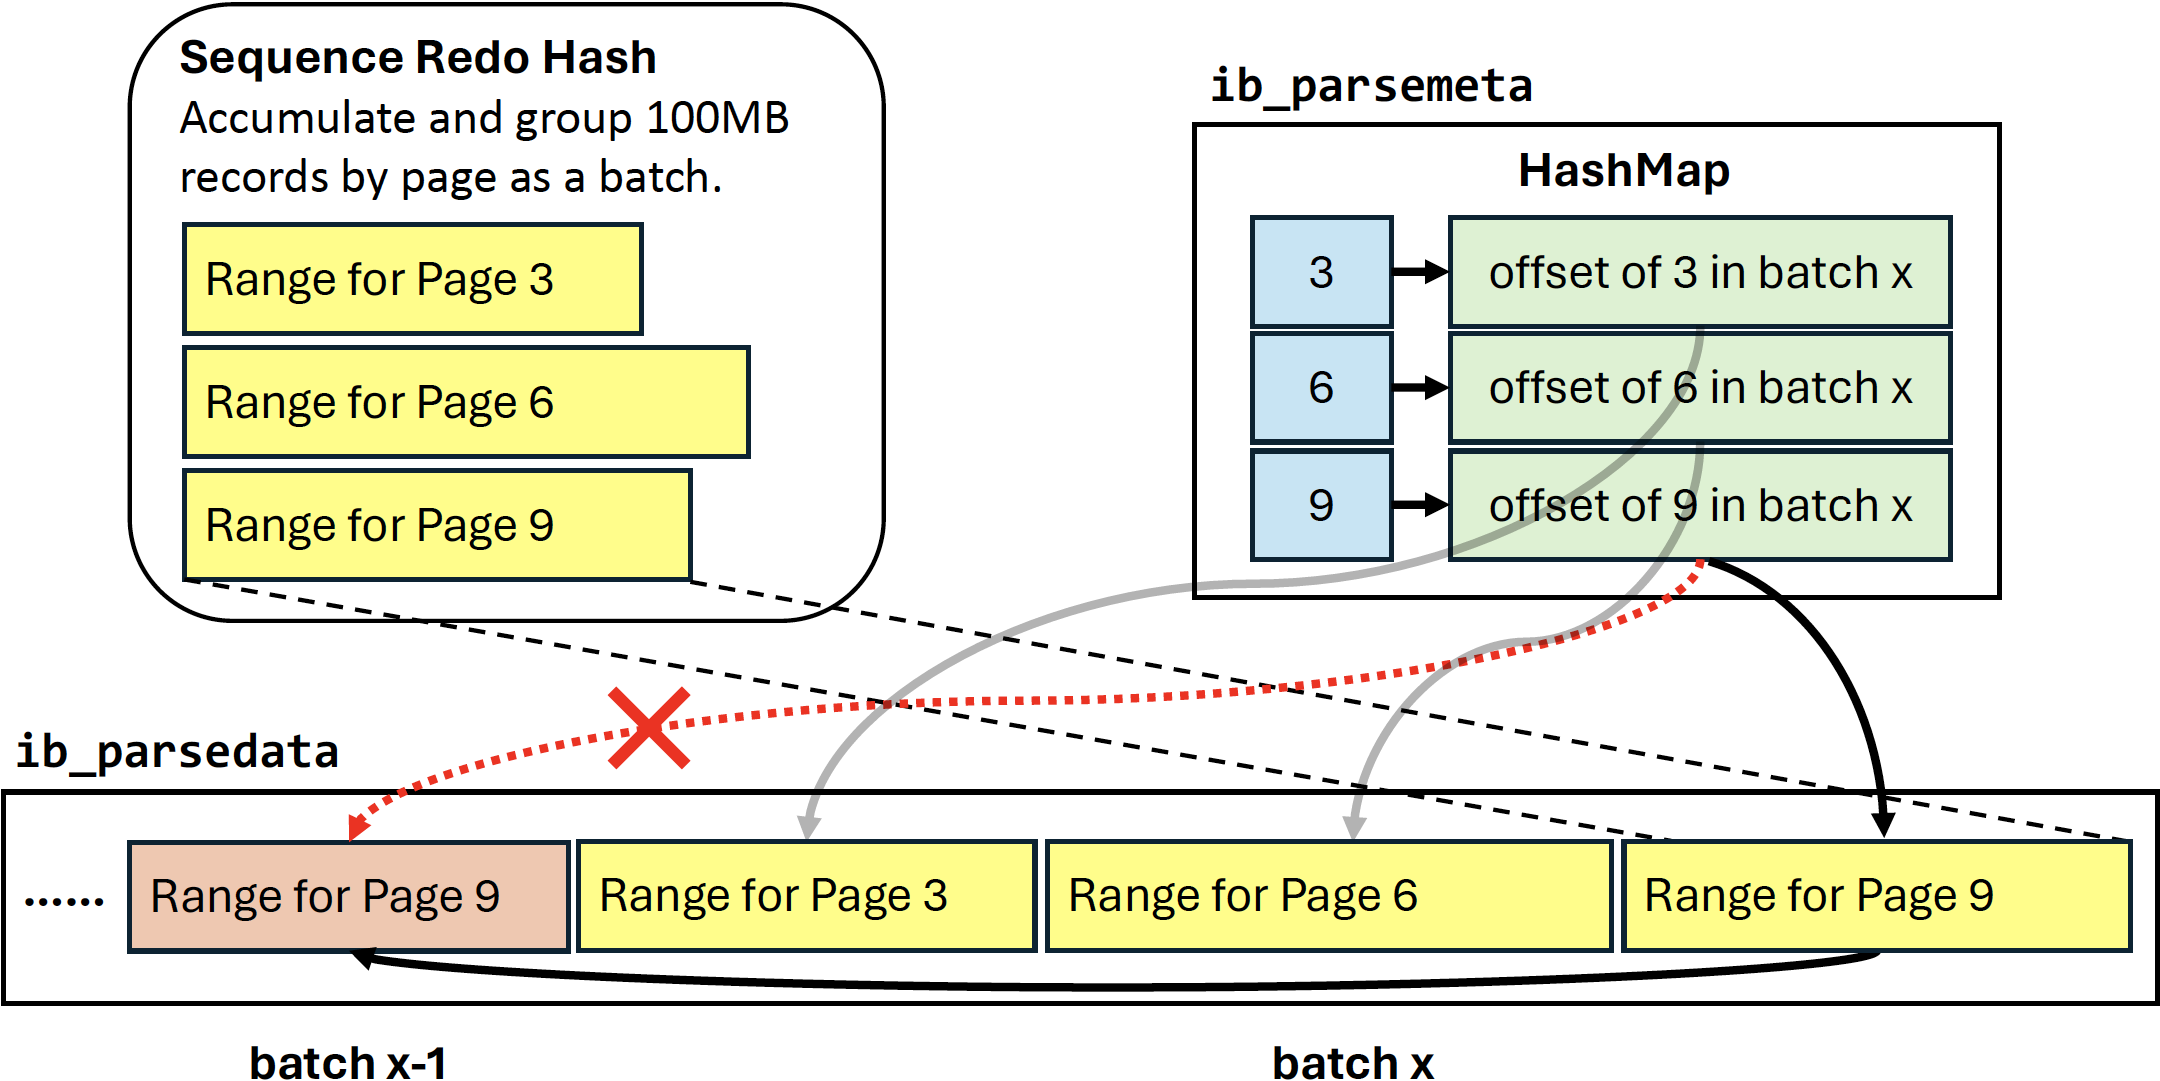 Sequence Redo Hash
Accumulate and group 100MB
records by page as a batch.
Range for Page 3
Range for Page 6
Range for Page 9
ib_parsemeta
HashMap
3
offset of 3 in batch x
6
offset of 6 in batch x
9
offset of 9 in batch x
ib_parsedata
......
Range for Page 9
Range for Page 3
Range for Page 6
Range for Page 9
batch x-1
batch x